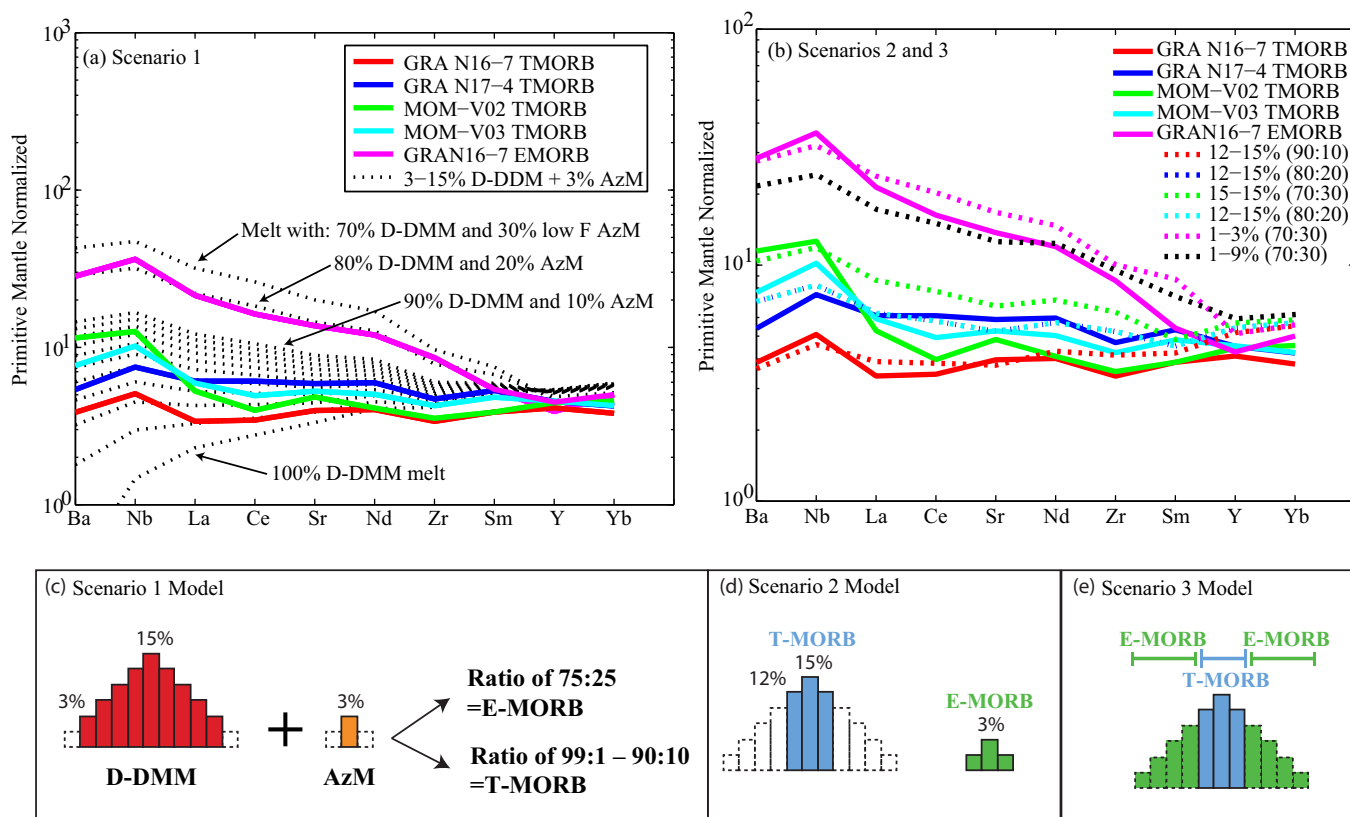 (a) Scenario 1
GRA N16−7 TMORB
GRA N17−4 TMORB
MOM−V02 TMORB
MOM−V03 TMORB
GRAN16−7 EMORB
3−15% D-DDM + 3% AzM
Melt with: 70% D-DMM and 30% low F AzM
80% D-DMM and 20% AzM
90% D-DMM and 10% AzM
100% D-DMM melt
Primitive Mantle Normalized
10³
10²
10¹
10⁰
Ba Nb La Ce Sr Nd Zr Sm Y Yb
(b) Scenarios 2 and 3
GRA N16−7 TMORB
GRA N17−4 TMORB
MOM−V02 TMORB
MOM−V03 TMORB
GRAN16−7 EMORB
12−15% (90:10)
12−15% (80:20)
15−15% (70:30)
12−15% (80:20)
1−3% (70:30)
1−9% (70:30)
Primitive Mantle Normalized
10²
10¹
10⁰
Ba Nb La Ce Sr Nd Zr Sm Y Yb
(c) Scenario 1 Model
15%
3%
D-DMM
+
3%
AzM
Ratio of 75:25
=E-MORB
Ratio of 99:1 – 90:10
=T-MORB
(d) Scenario 2 Model
T-MORB
15%
12%
E-MORB
3%
(e) Scenario 3 Model
E-MORB E-MORB
T-MORB